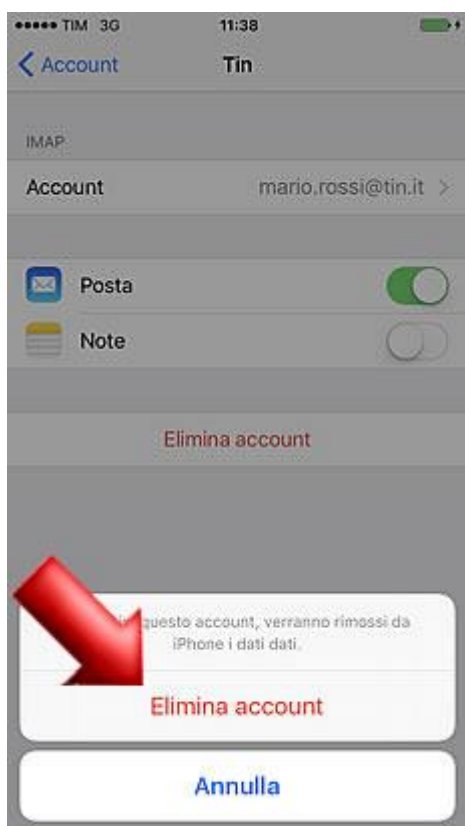 TIM 3G 11:38
Account Tin
IMAP
Account mario.rossi@tin.it
Posta
Note
Elimina account
questo account, verranno rimossi da
iPhone i dati dati.
Elimina account
Annulla